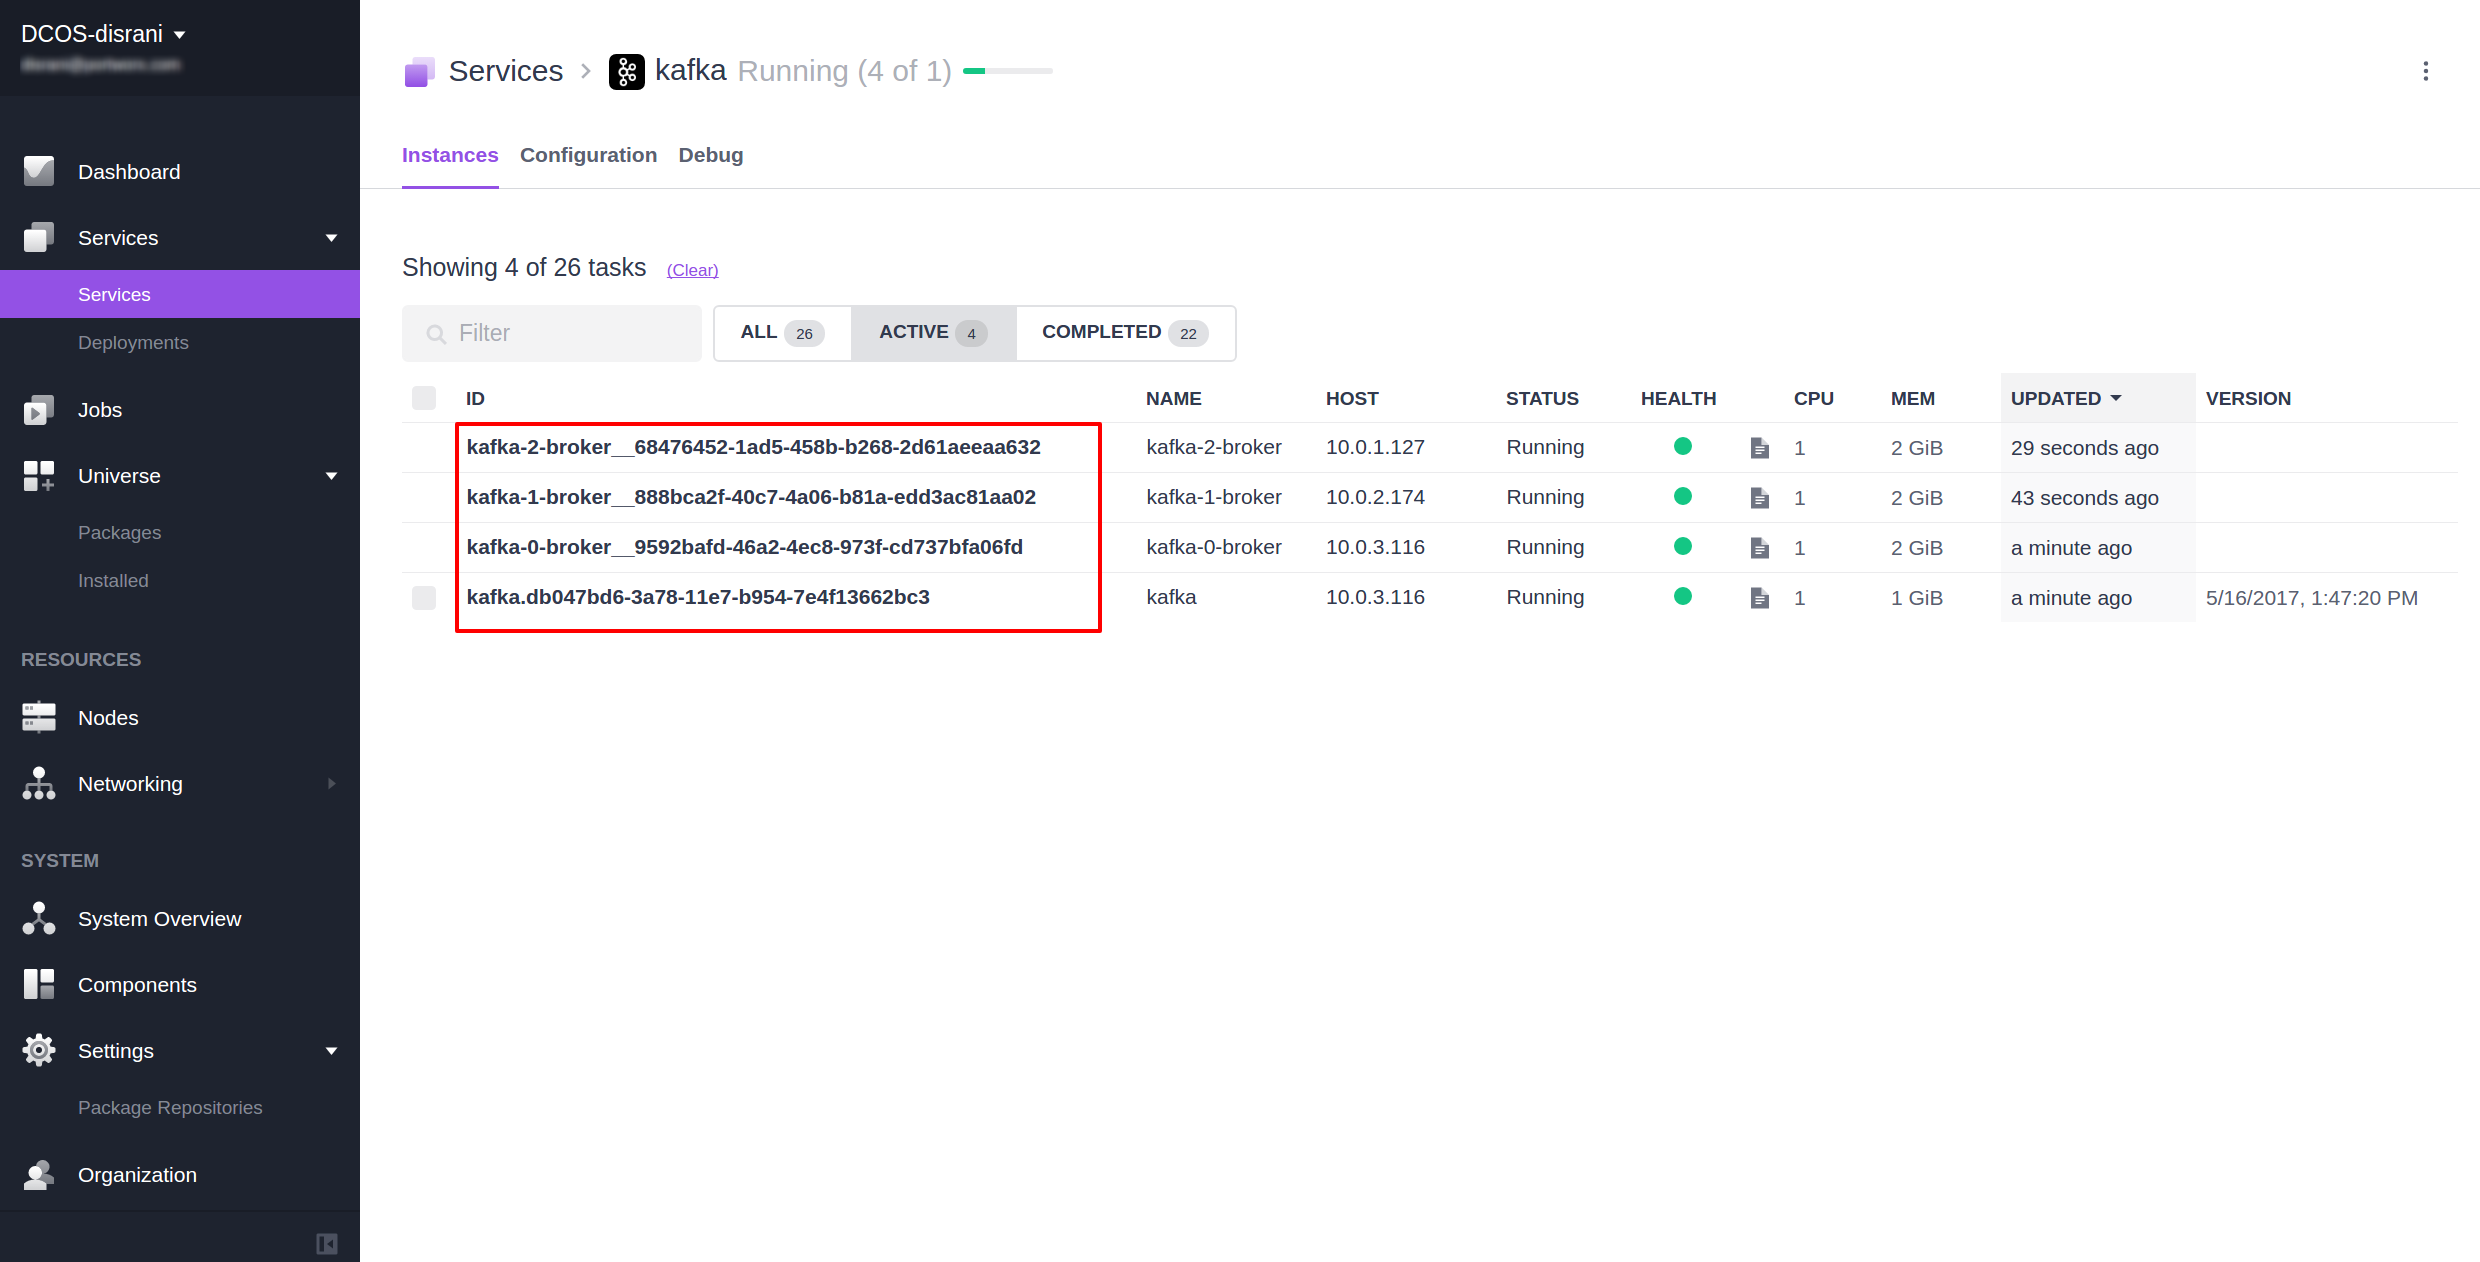 DCOS-disrani
Dashboard
Services
Services
Deployments
Jobs
Universe
Packages
Installed
RESOURCES
Nodes
Networking
SYSTEM
System Overview
Components
Settings
Package Repositories
Organization
Services > kafka Running (4 of 1)
Instances Configuration Debug
Showing 4 of 26 tasks (Clear)
Filter ALL 26 ACTIVE 4 COMPLETED 22
ID NAME HOST STATUS HEALTH CPU MEM UPDATED VERSION
kafka-2-broker__68476452-1ad5-458b-b268-2d61aeeaa632 kafka-2-broker 10.0.1.127 Running 1 2 GiB 29 seconds ago
kafka-1-broker__888bca2f-40c7-4a06-b81a-edd3ac81aa02 kafka-1-broker 10.0.2.174 Running 1 2 GiB 43 seconds ago
kafka-0-broker__9592bafd-46a2-4ec8-973f-cd737bfa06fd kafka-0-broker 10.0.3.116 Running 1 2 GiB a minute ago
kafka.db047bd6-3a78-11e7-b954-7e4f13662bc3 kafka 10.0.3.116 Running 1 1 GiB a minute ago 5/16/2017, 1:47:20 PM